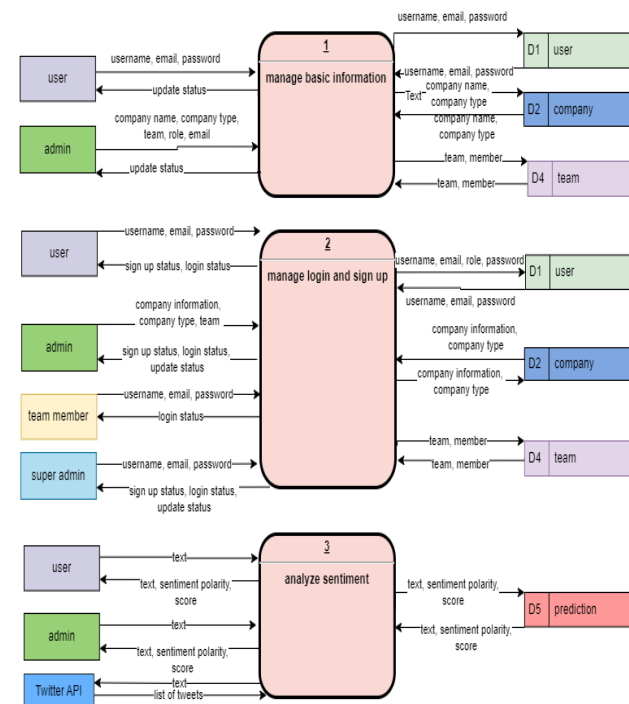 username, email, password
1
D1 user
user
username, email, password
manage basic information
username, email, password
update status
Text
company name,
company type
D2 company
company name, company type,
team, role, email
company name,
company type
admin
update status
team, member
D4 team
team, member
username, email, password
2
user
sign up status, login status
manage login and sign up
username, email, role, password
D1 user
username, email, password
company information,
company type, team
admin
sign up status, login status,
update status
company information,
company type
D2 company
company information,
company type
username, email, password
team member
login status
team, member
D4 team
team, member
username, email, password
super admin
sign up status, login status,
update status
3
text
user
analyze sentiment
text, sentiment polarity,
score
text, sentiment polarity,
score
D5 prediction
text
admin
text, sentiment polarity,
score
text, sentiment polarity,
score
text
Twitter API
list of tweets